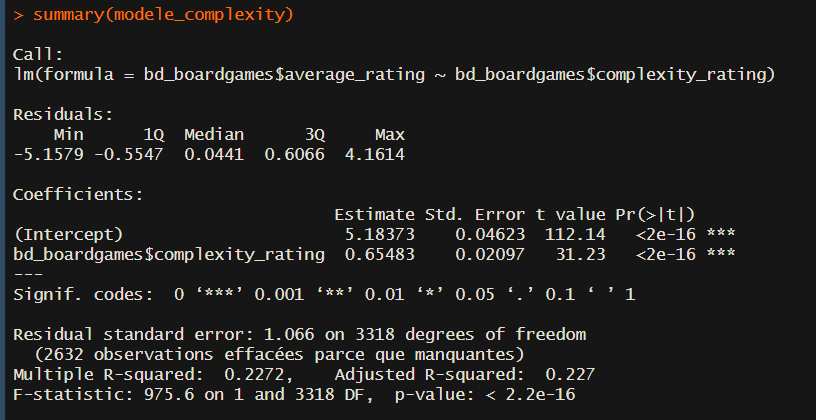 > summary(modele_complexity)

Call:
lm(formula = bd_boardgames$average_rating ~ bd_boardgames$complexity_rating)

Residuals:
    Min      1Q  Median      3Q     Max
-5.1579 -0.5547  0.0441  0.6066  4.1614

Coefficients:
                                Estimate Std. Error t value Pr(>|t|)
(Intercept)                      5.18373    0.04623  112.14   <2e-16 ***
bd_boardgames$complexity_rating  0.65483    0.02097   31.23   <2e-16 ***
---
Signif. codes:  0 ‘***’ 0.001 ‘**’ 0.01 ‘*’ 0.05 ‘.’ 0.1 ‘ ’ 1

Residual standard error: 1.066 on 3318 degrees of freedom
  (2632 observations effacées parce que manquantes)
Multiple R-squared:  0.2272,    Adjusted R-squared:  0.227
F-statistic: 975.6 on 1 and 3318 DF,  p-value: < 2.2e-16